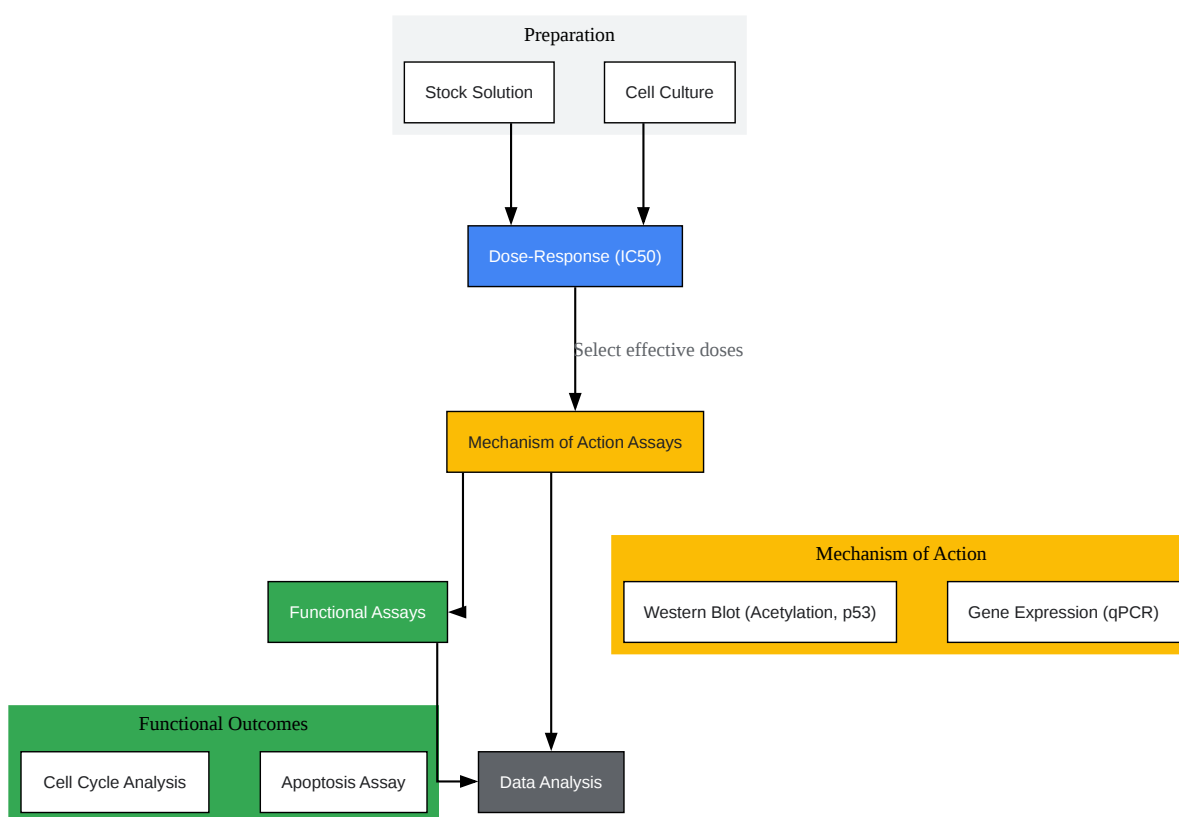 Preparation
Stock Solution
Cell Culture
Dose-Response (IC50)
Select effective doses
Mechanism of Action Assays
Mechanism of Action
Western Blot (Acetylation, p53)
Gene Expression (qPCR)
Functional Assays
Functional Outcomes
Cell Cycle Analysis
Apoptosis Assay
Data Analysis